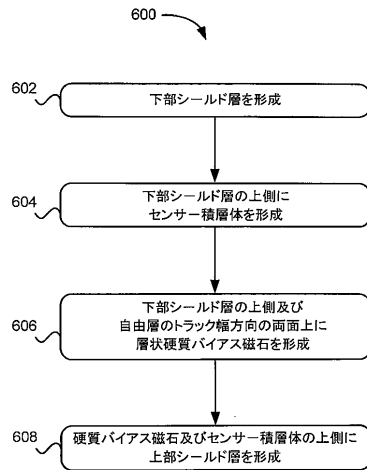 600
602
下部シールド層を形成
604
下部シールド層の上側に
センサー積層体を形成
606
下部シールド層の上側及び
自由層のトラック幅方向の両面上に
層状硬質バイアス磁石を形成
608
硬質バイアス磁石及びセンサー積層体の上側に
上部シールド層を形成